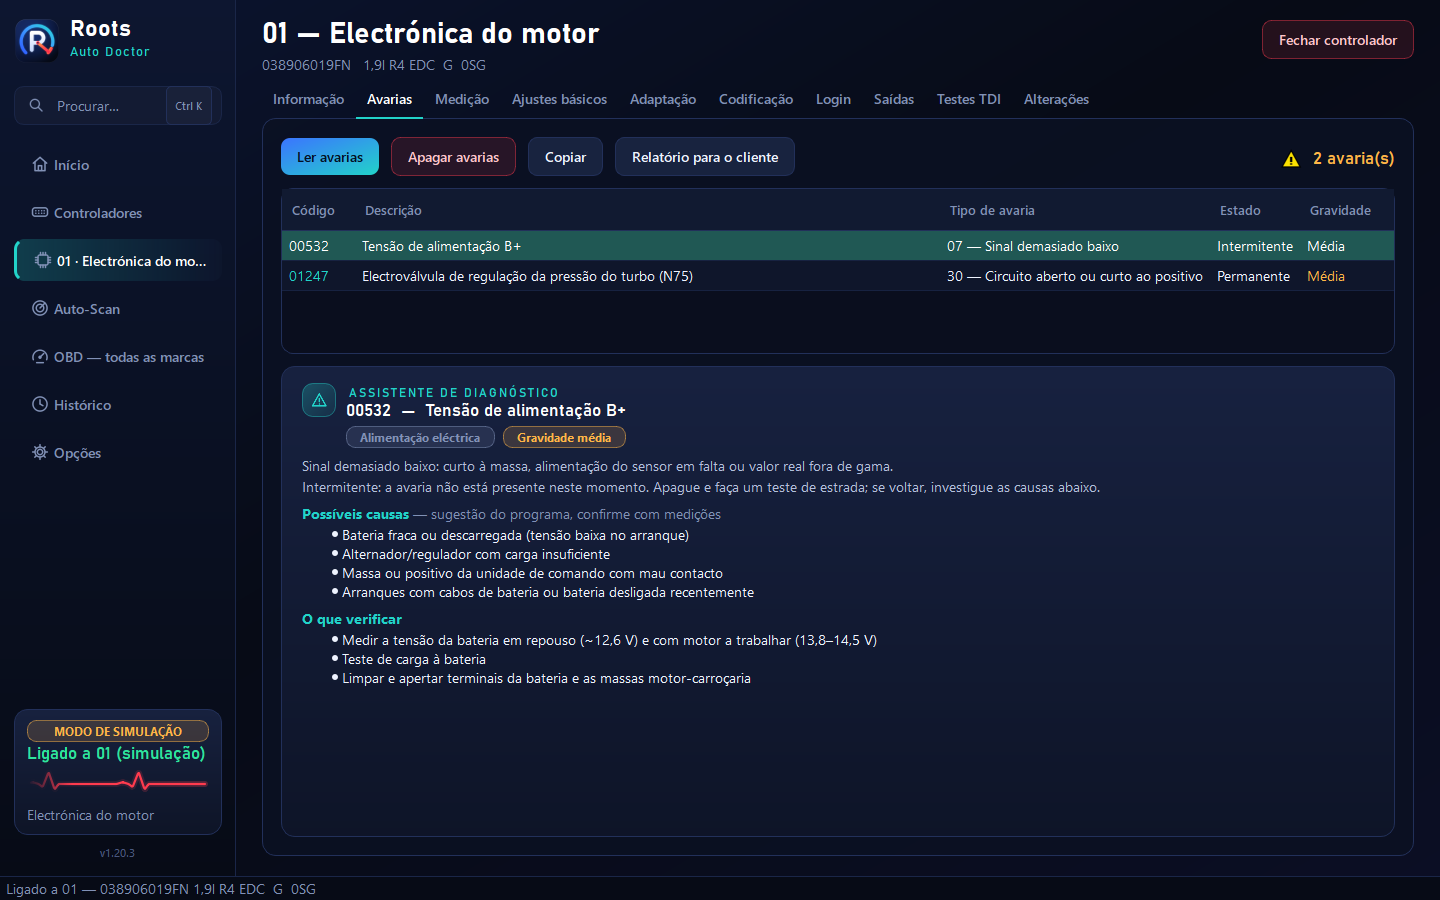 Roots
Auto Doctor
Procurar... Ctrl K
Início
Controladores
01 · Electrónica do mo...
Auto-Scan
OBD — todas as marcas
Histórico
Opções
MODO DE SIMULAÇÃO
Ligado a 01 (simulação)
Electrónica do motor
v1.20.3
01 — Electrónica do motor
038906019FN 1,9l R4 EDC G 0SG
Fechar controlador
Informação Avarias Medição Ajustes básicos Adaptação Codificação Login Saídas Testes TDI Alterações
Ler avarias Apagar avarias Copiar Relatório para o cliente 2 avaria(s)
Código Descrição Tipo de avaria Estado Gravidade
00532 Tensão de alimentação B+ 07 — Sinal demasiado baixo Intermitente Média
01247 Electroválvula de regulação da pressão do turbo (N75) 30 — Circuito aberto ou curto ao positivo Permanente Média
ASSISTENTE DE DIAGNÓSTICO
00532 — Tensão de alimentação B+
Alimentação eléctrica Gravidade média
Sinal demasiado baixo: curto à massa, alimentação do sensor em falta ou valor real fora de gama.
Intermitente: a avaria não está presente neste momento. Apague e faça um teste de estrada; se voltar, investigue as causas abaixo.
Possíveis causas — sugestão do programa, confirme com medições
• Bateria fraca ou descarregada (tensão baixa no arranque)
• Alternador/regulador com carga insuficiente
• Massa ou positivo da unidade de comando com mau contacto
• Arranques com cabos de bateria ou bateria desligada recentemente
O que verificar
• Medir a tensão da bateria em repouso (~12,6 V) e com motor a trabalhar (13,8–14,5 V)
• Teste de carga à bateria
• Limpar e apertar terminais da bateria e as massas motor-carroçaria
Ligado a 01 — 038906019FN 1,9l R4 EDC G 0SG